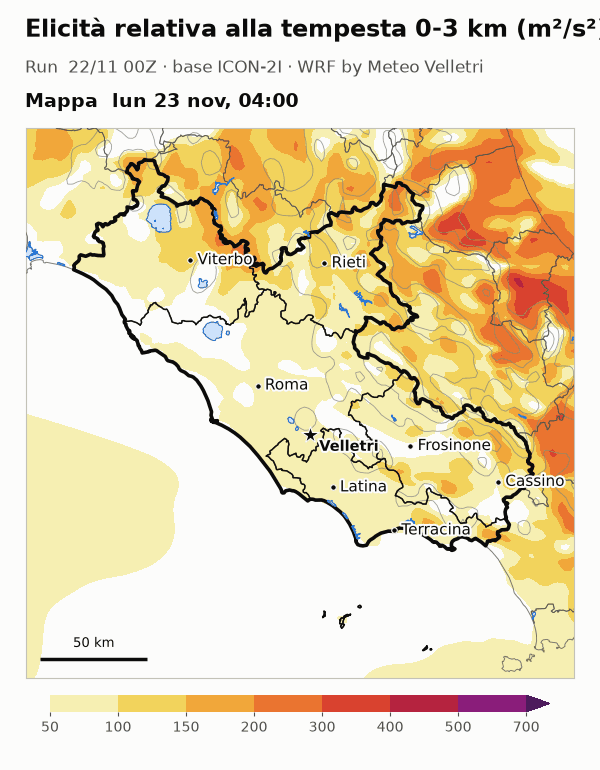 Elicità relativa alla tempesta 0-3 km (m²/s²)
Run 22/11 00Z · base ICON-2I · WRF by Meteo Velletri
Mappa lun 23 nov, 04:00
Viterbo
Rieti
Roma
Velletri
Frosinone
Cassino
Latina
Terracina
50 km
50 100 150 200 300 400 500 700